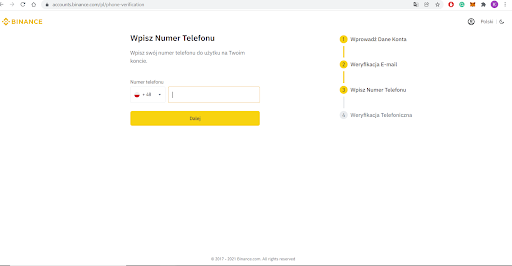 accounts.binance.com/pl/phone-verification
BINANCE
Polski
Wpisz Numer Telefonu
Wpisz swój numer telefonu do użytku na Twoim
koncie.
Numer telefonu
+ 48
Dalej
1 Wprowadź Dane Konta
2 Weryfikacja E-mail
3 Wpisz Numer Telefonu
4 Weryfikacja Telefoniczna
© 2017 - 2021 Binance.com. All rights reserved